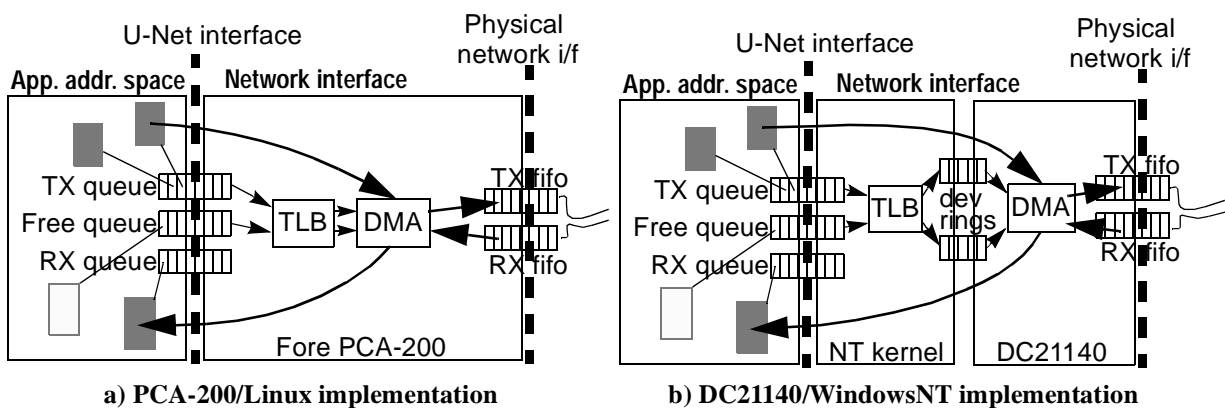 U-Net interface
Physical
network i/f
App. addr. space
Network interface
TX queue
Free queue
RX queue
TLB
DMA
TX fifo
RX fifo
Fore PCA-200
a) PCA-200/Linux implementation
U-Net interface
Physical
network i/f
App. addr. space
Network interface
TX queue
Free queue
RX queue
TLB
dev
rings
DMA
TX fifo
RX fifo
NT kernel
DC21140
b) DC21140/WindowsNT implementation